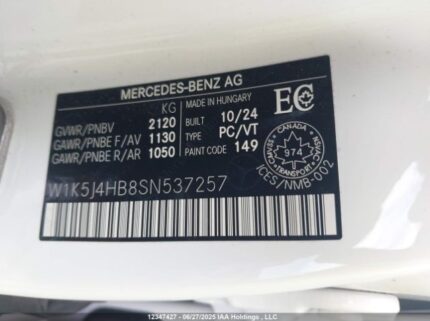 MERCEDES-BENZ AG
KG MADE IN HUNGARY
GVWR/PNBV 2120 BUILT 10/24
GAWR/PNBE F/AV 1130 TYPE PC/VT
GAWR/PNBE R/AR 1050 PAINT CODE 149
EC
CANADA
974
TRANSPORT
W1K5J4HB8SN537257
ICES/NMB-002
12347427 - 06/27/2025 IAA Holdings, LLC